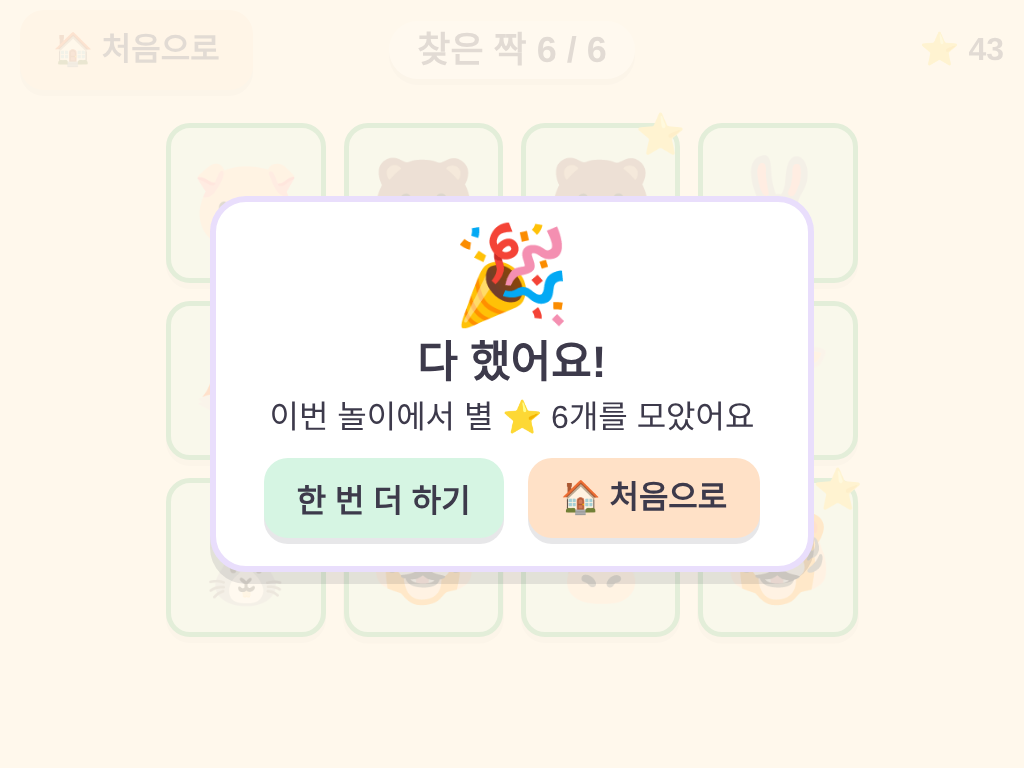 처음으로
찾은 짝 6 / 6
43
다 했어요!
이번 놀이에서 별 ⭐ 6개를 모았어요
한 번 더 하기
처음으로